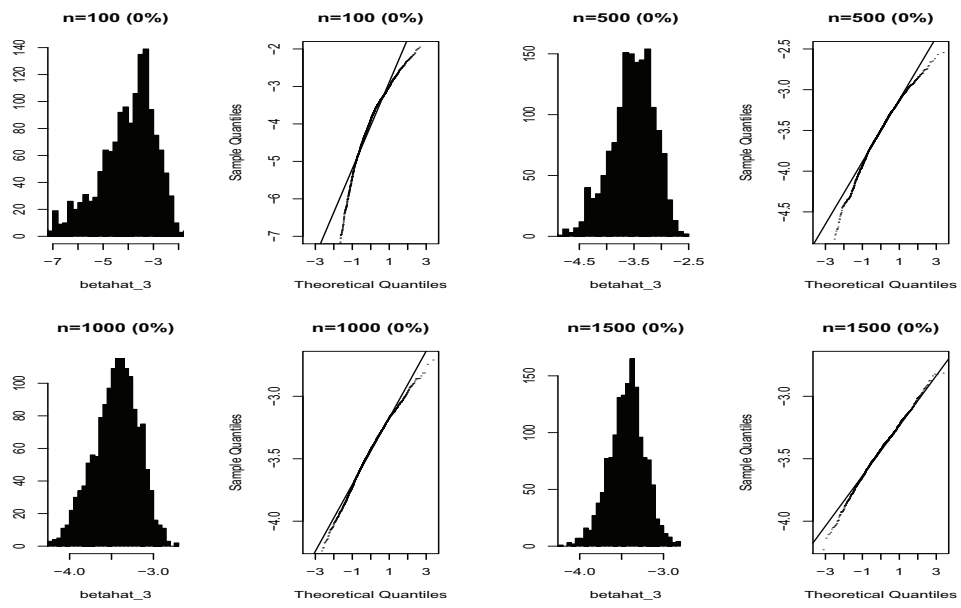 n=100 (0%)
0 20 40 60 80 100 120 140
−7 −5 −3
betahat_3
n=100 (0%)
Sample Quantiles
−7 −6 −5 −4 −3 −2
−3 −1 1 3
Theoretical Quantiles
n=500 (0%)
0 50 100 150
−4.5 −3.5 −2.5
betahat_3
n=500 (0%)
Sample Quantiles
−4.5 −4.0 −3.5 −3.0 −2.5
−3 −1 1 3
Theoretical Quantiles
n=1000 (0%)
0 20 40 60 80 100
−4.0 −3.0
betahat_3
n=1000 (0%)
Sample Quantiles
−4.0 −3.5 −3.0
−3 −1 1 3
Theoretical Quantiles
n=1500 (0%)
0 50 100 150
−4.0 −3.0
betahat_3
n=1500 (0%)
Sample Quantiles
−4.0 −3.5 −3.0
−3 −1 1 3
Theoretical Quantiles